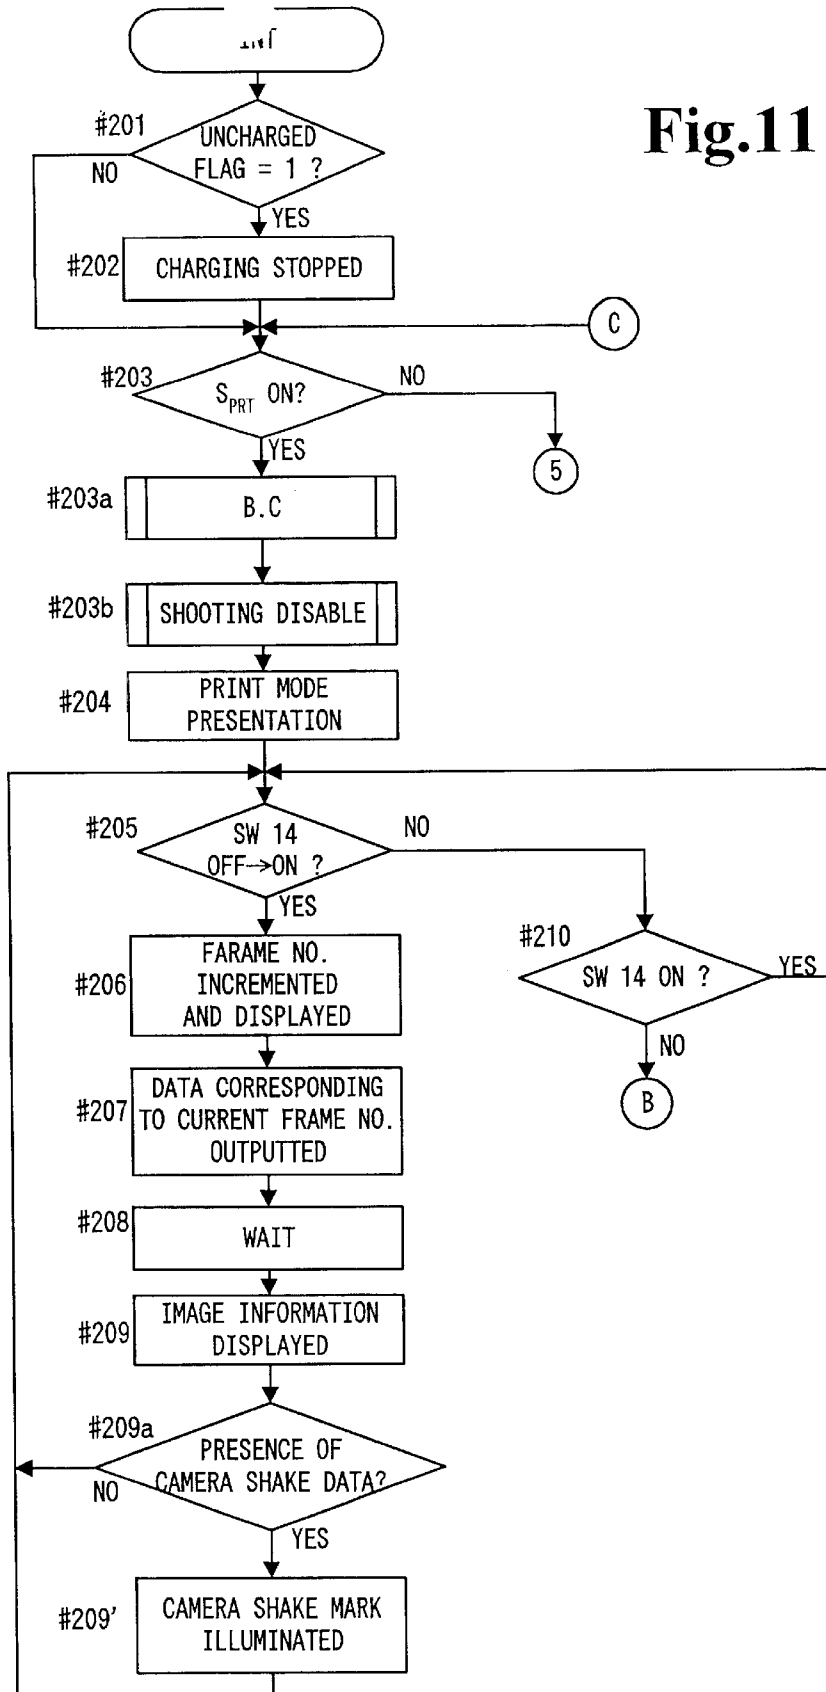 Fig.11
#201
UNCHARGED
FLAG = 1 ?
NO
YES
#202
CHARGING STOPPED
C
#203
SPRT ON?
NO
YES
5
#203a
B.C
#203b
SHOOTING DISABLE
#204
PRINT MODE
PRESENTATION
#205
SW 14
OFF→ON ?
NO
YES
#206
FARAME NO.
INCREMENTED
AND DISPLAYED
#210
SW 14 ON ?
YES
NO
B
#207
DATA CORRESPONDING
TO CURRENT FRAME NO.
OUTPUTTED
#208
WAIT
#209
IMAGE INFORMATION
DISPLAYED
#209a
PRESENCE OF
CAMERA SHAKE DATA?
NO
YES
#209'
CAMERA SHAKE MARK
ILLUMINATED